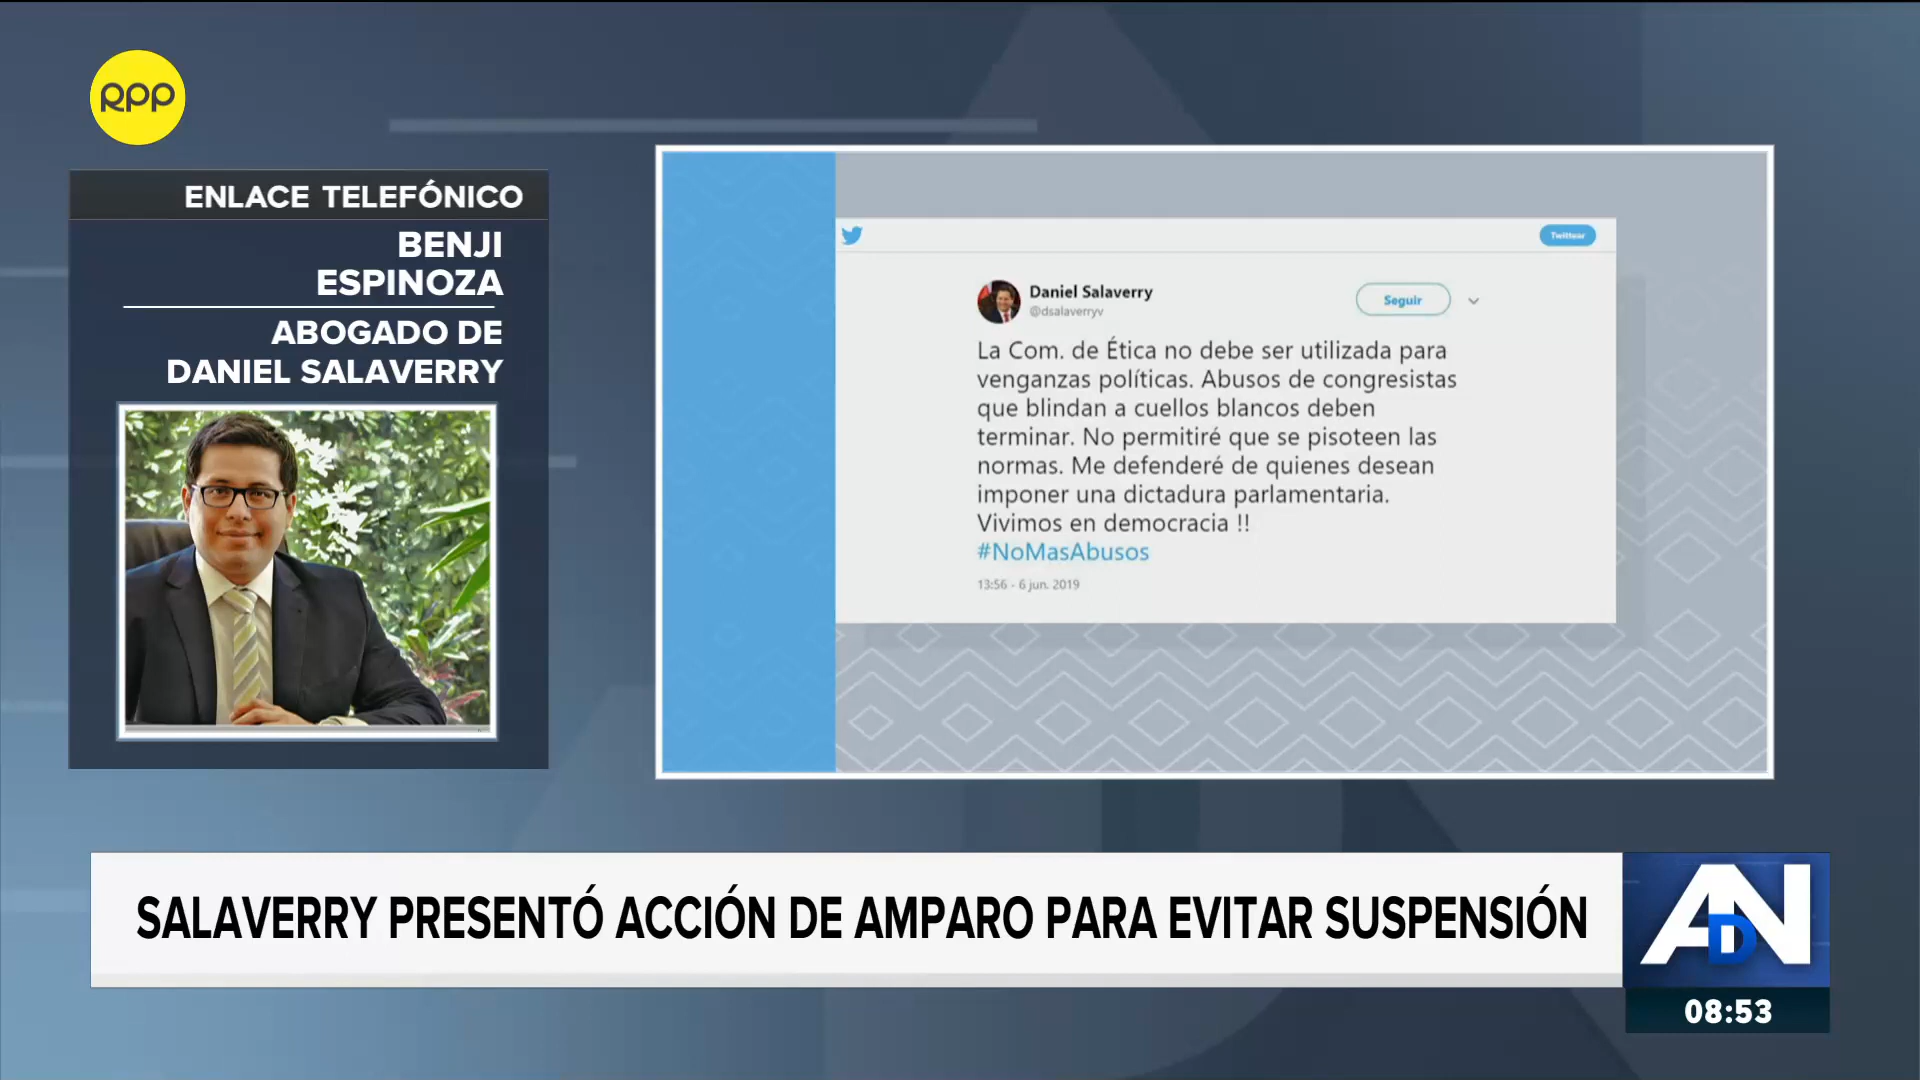 RPP
ENLACE TELEFÓNICO
BENJI
ESPINOZA
ABOGADO DE
DANIEL SALAVERRY
Twittear
Daniel Salaverry
@dsalaverryv
Seguir
La Com. de Ética no debe ser utilizada para
venganzas políticas. Abusos de congresistas
que blindan a cuellos blancos deben
terminar. No permitiré que se pisoteen las
normas. Me defenderé de quienes desean
imponer una dictadura parlamentaria.
Vivimos en democracia !!
#NoMasAbusos
13:56 - 6 jun. 2019
SALAVERRY PRESENTÓ ACCIÓN DE AMPARO PARA EVITAR SUSPENSIÓN
ADN
08:53